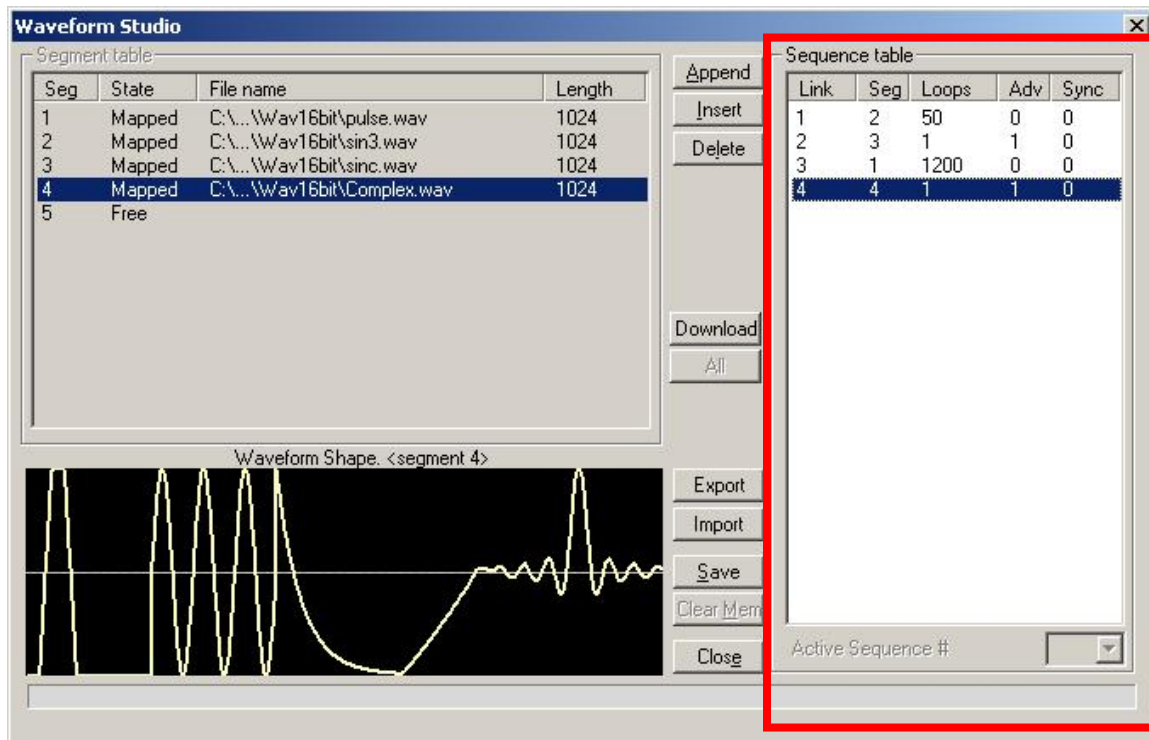 Waveform Studio
Segment table
Seg State File name Length
1 Mapped C:\...\Wav16bit\pulse.wav 1024
2 Mapped C:\...\Wav16bit\sin3.wav 1024
3 Mapped C:\...\Wav16bit\sinc.wav 1024
4 Mapped C:\...\Wav16bit\Complex.wav 1024
5 Free
Waveform Shape. <segment 4>
Append
Insert
Delete
Download
All
Export
Import
Save
Clear Mem
Close
Sequence table
Link Seg Loops Adv Sync
1 2 50 0 0
2 3 1 1 0
3 1 1200 0 0
4 4 1 1 0
Active Sequence #